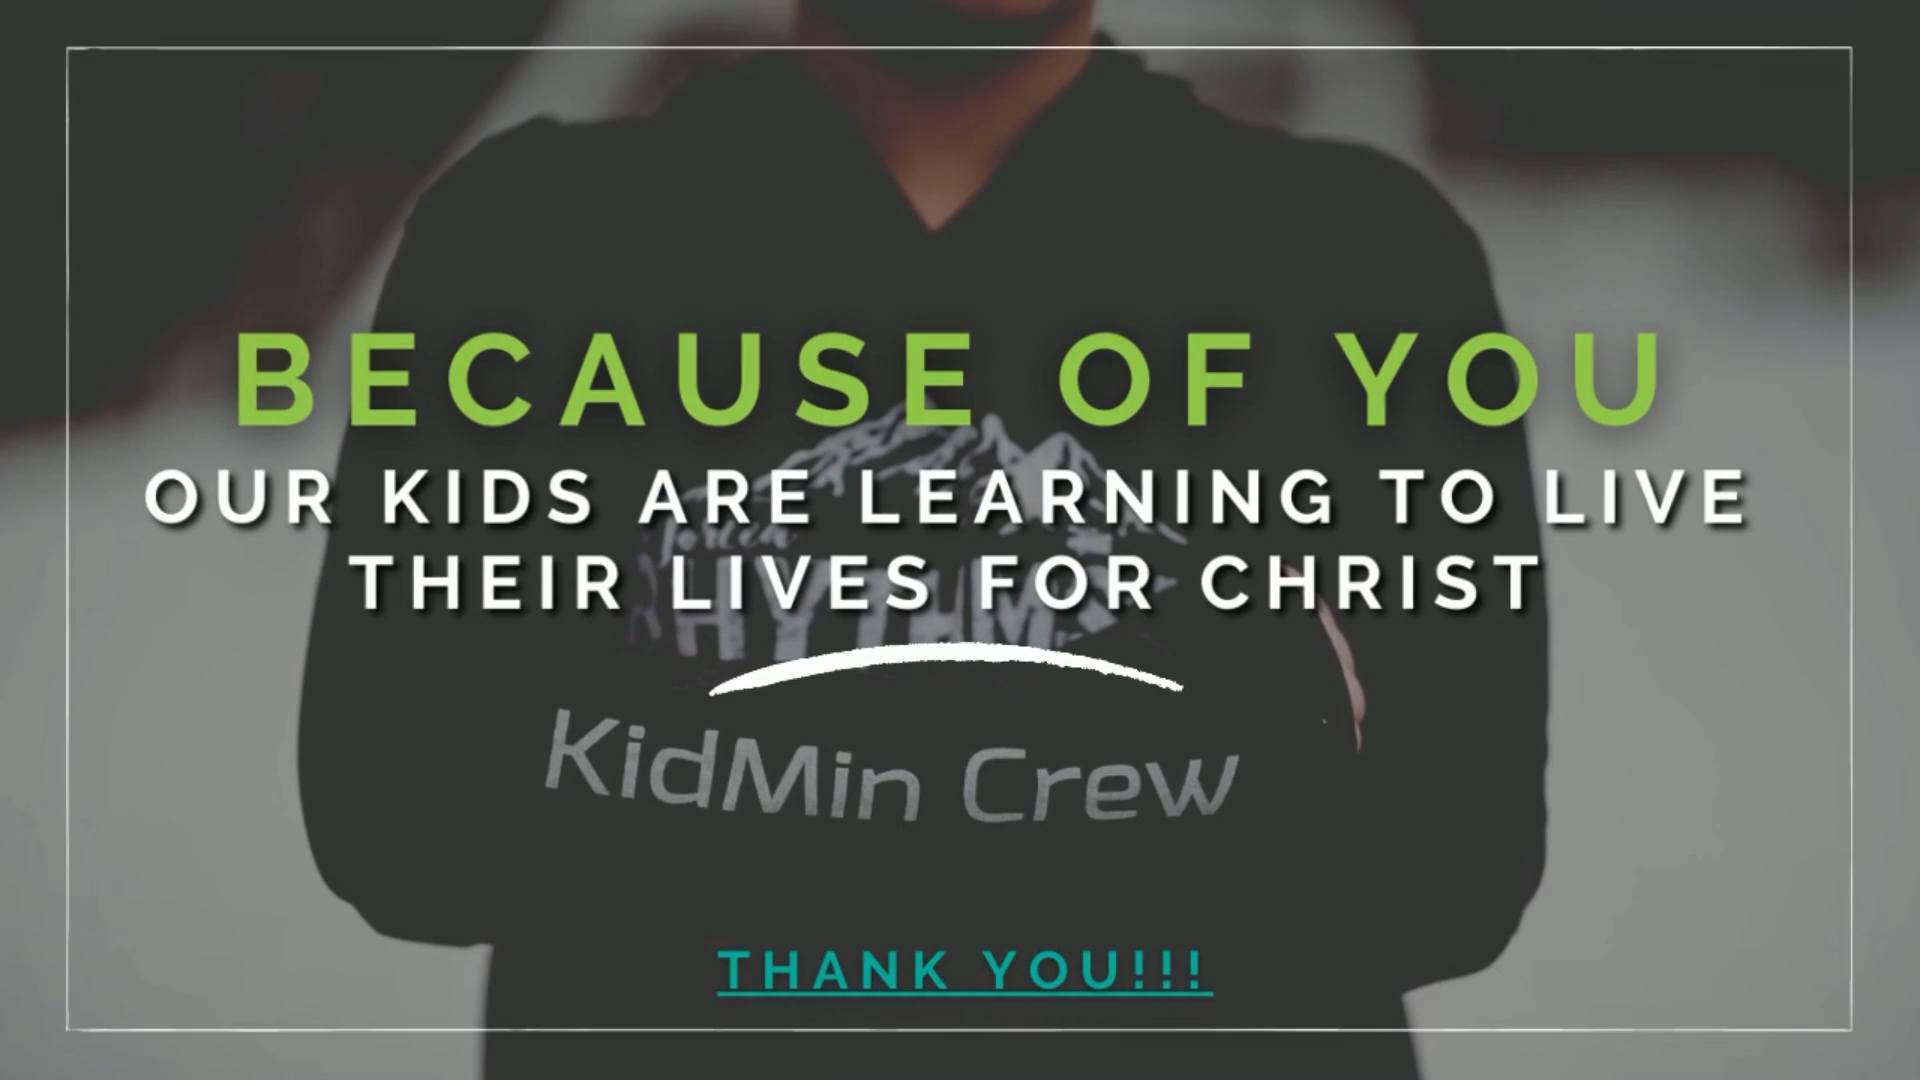 BECAUSE OF YOU
OUR KIDS ARE LEARNING TO LIVE
THEIR LIVES FOR CHRIST
KidMin Crew
THANK YOU!!!